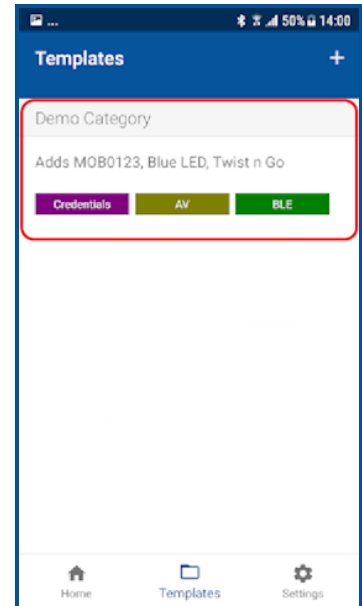 ... 50% 14:00
Templates +
Demo Category
Adds MOB0123, Blue LED, Twist n Go
Credentials AV BLE
Home Templates Settings